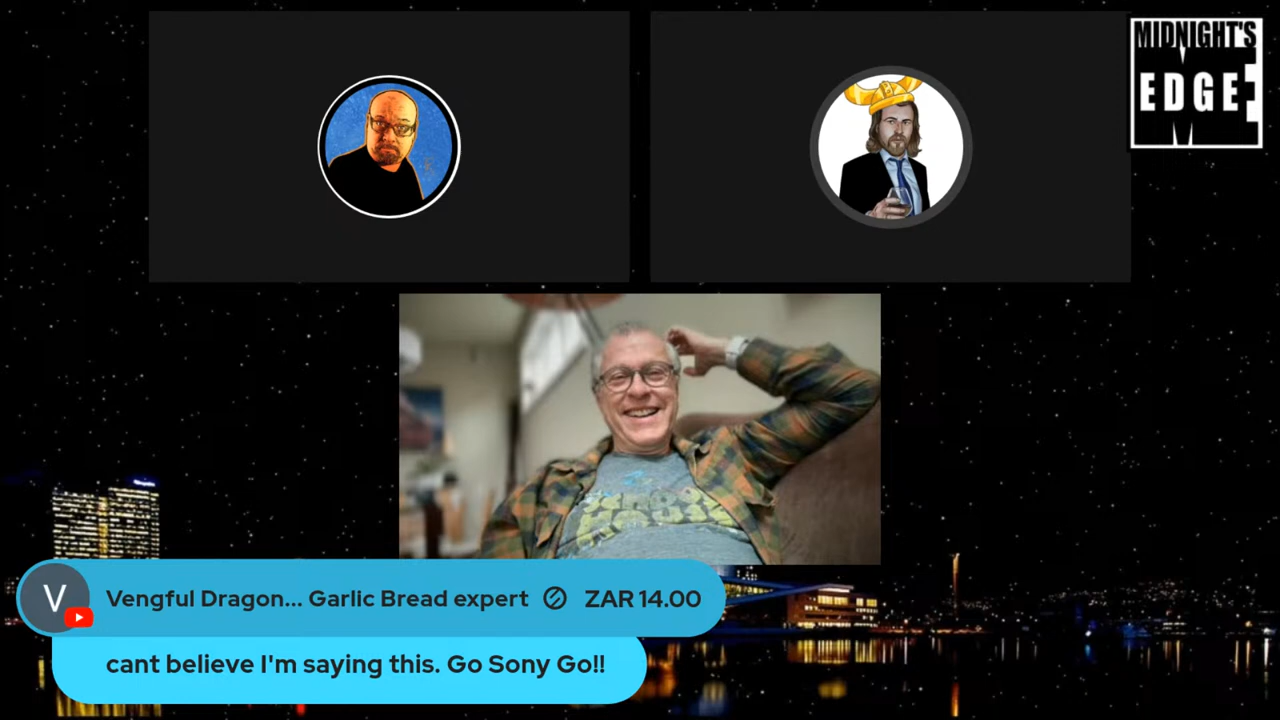 MIDNIGHT'S
EDGE
V
Vengful Dragon... Garlic Bread expert ZAR 14.00
cant believe I'm saying this. Go Sony Go!!